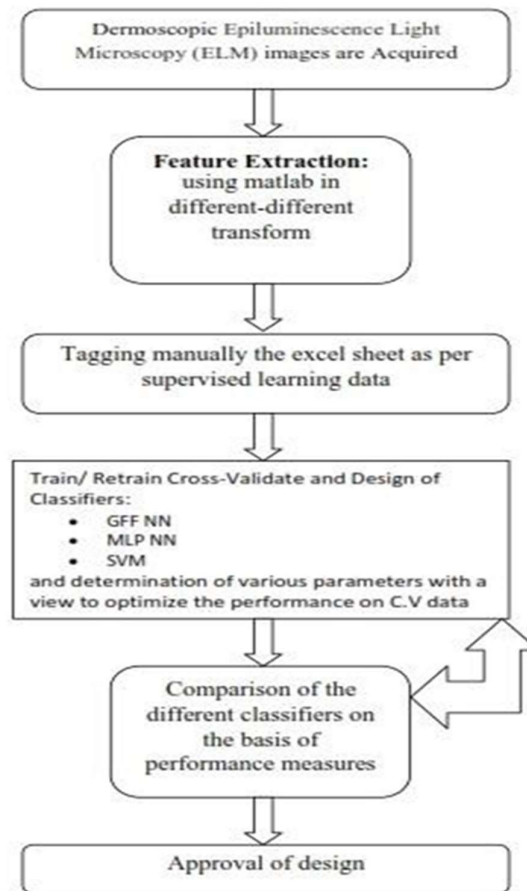 Dermoscopic Epiluminescence Light
Microscopy (ELM) images are Acquired
Feature Extraction:
using matlab in
different-different
transform
Tagging manually the excel sheet as per
supervised learning data
Train/ Retrain Cross-Validate and Design of
Classifiers:
• GFF NN
• MLP NN
• SVM
and determination of various parameters with a
view to optimize the performance on C.V data
Comparison of the
different classifiers on
the basis of
performance measures
Approval of design